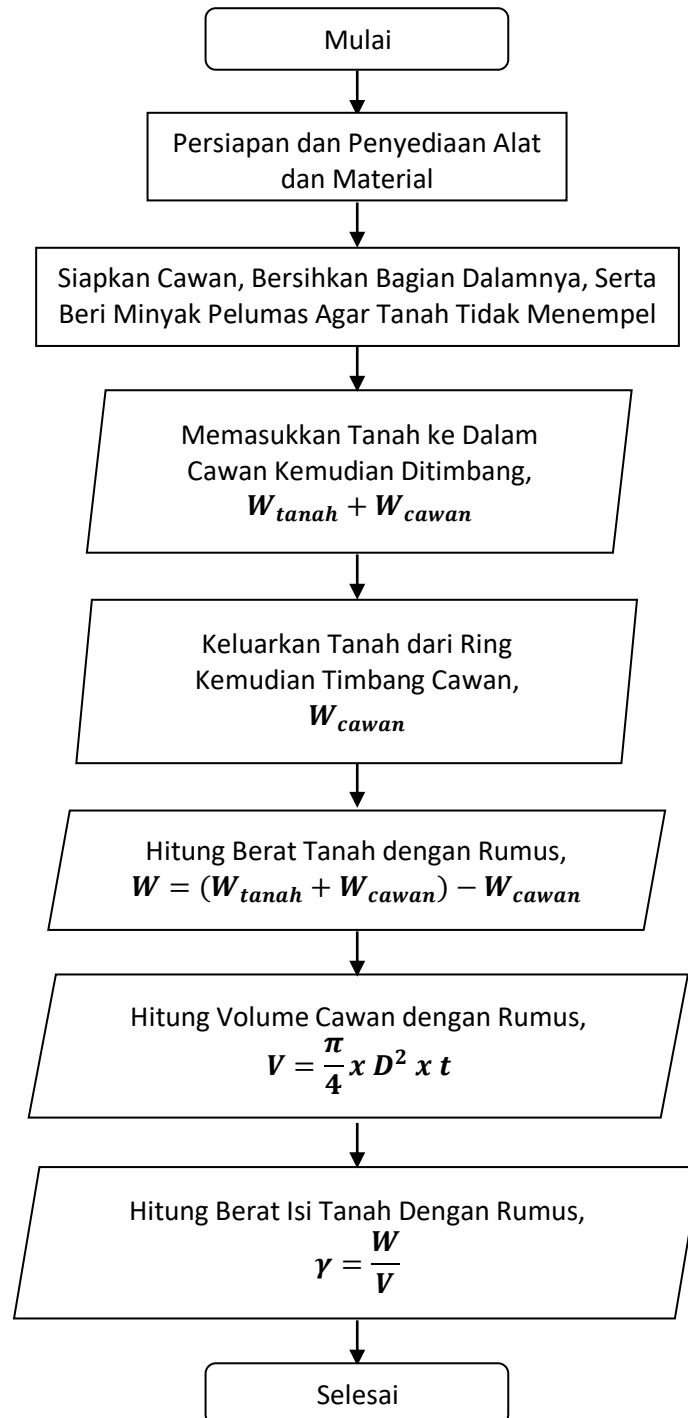 Mulai
Persiapan dan Penyediaan Alat
dan Material
Siapkan Cawan, Bersihkan Bagian Dalamnya, Serta
Beri Minyak Pelumas Agar Tanah Tidak Menempel
Memasukkan Tanah ke Dalam
Cawan Kemudian Ditimbang,
W_tanah + W_cawan
Keluarkan Tanah dari Ring
Kemudian Timbang Cawan,
W_cawan
Hitung Berat Tanah dengan Rumus,
W = (W_tanah + W_cawan) − W_cawan
Hitung Volume Cawan dengan Rumus,
V = π/4 x D² x t
Hitung Berat Isi Tanah Dengan Rumus,
γ = W/V
Selesai